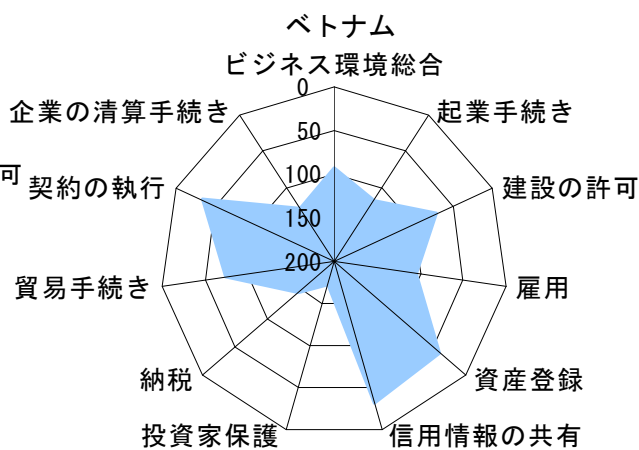 ベトナム
ビジネス環境総合
起業手続き
建設の許可
雇用
資産登録
信用情報の共有
投資家保護
納税
貿易手続き
可
契約の執行
企業の清算手続き
0
50
100
150
200